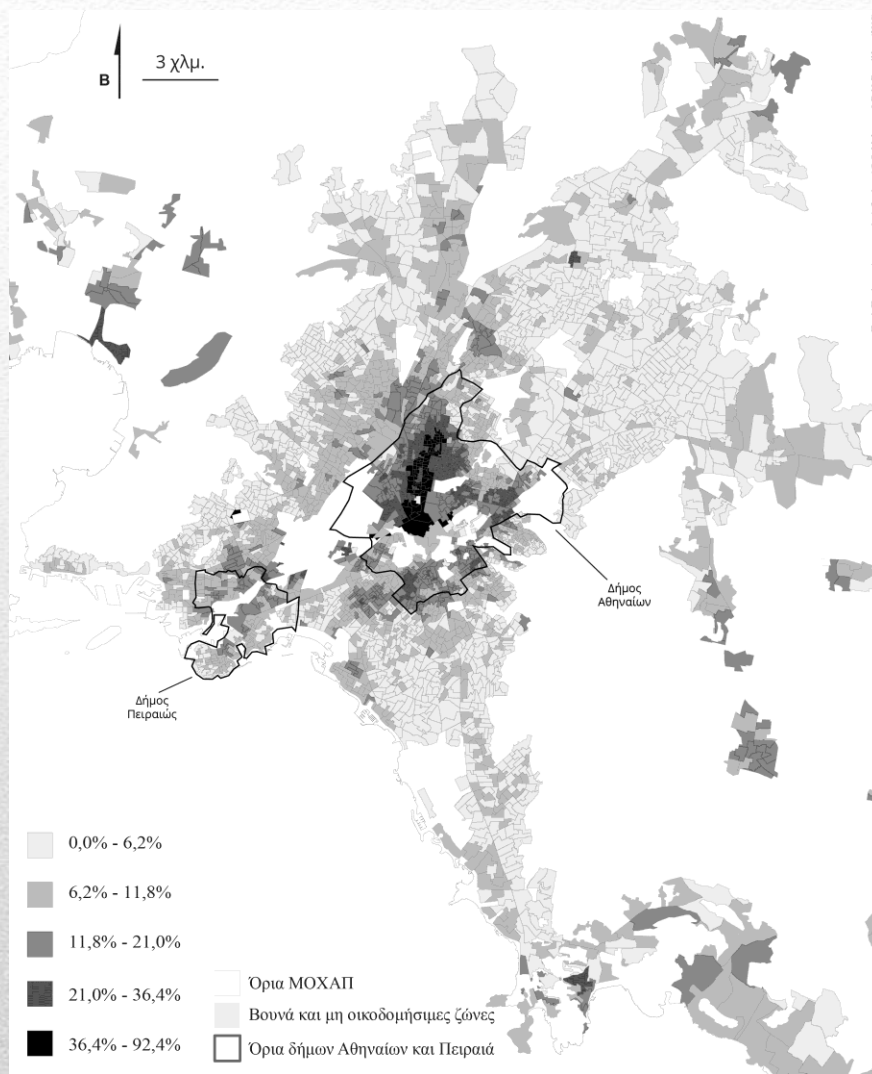 3 χλμ.
Β
Δήμος
Αθηναίων
Δήμος
Πειραιώς
0,0% - 6,2%
6,2% - 11,8%
11,8% - 21,0%
21,0% - 36,4%
36,4% - 92,4%
Όρια ΜΟΧΑΠ
Βουνά και μη οικοδομήσιμες ζώνες
Όρια δήμων Αθηναίων και Πειραιά